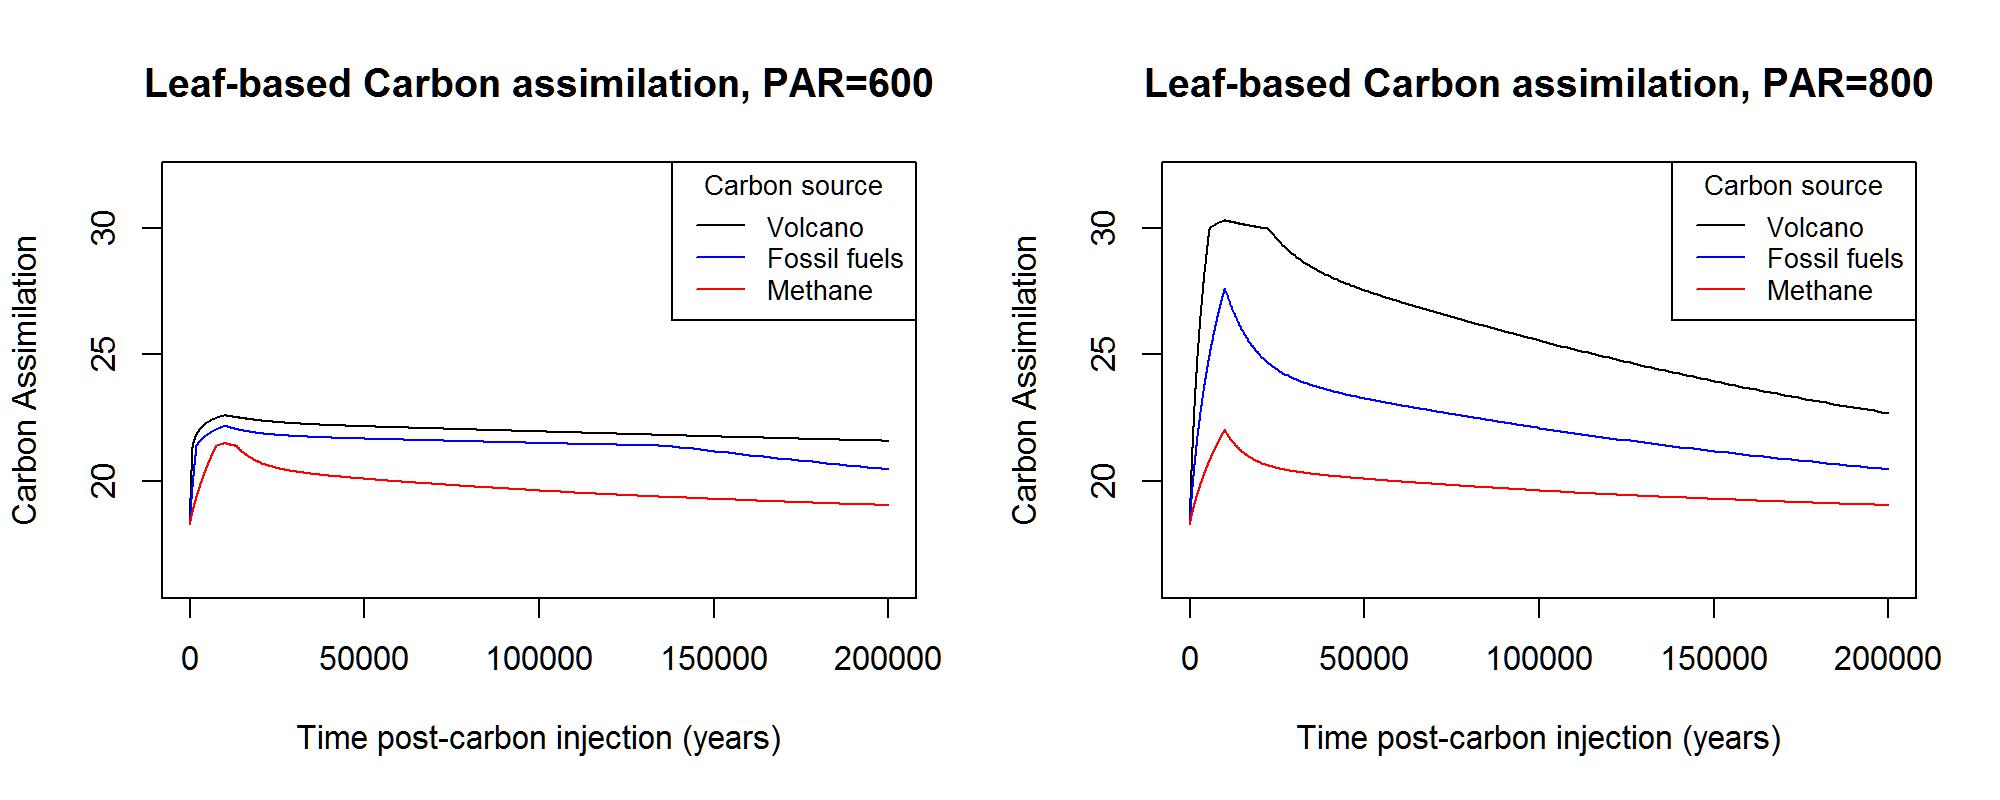 Leaf-based Carbon assimilation, PAR=600
Carbon Assimilation
30
25
20
Carbon source
Volcano
Fossil fuels
Methane
0 50000 100000 150000 200000
Time post-carbon injection (years)
Leaf-based Carbon assimilation, PAR=800
Carbon Assimilation
30
25
20
Carbon source
Volcano
Fossil fuels
Methane
0 50000 100000 150000 200000
Time post-carbon injection (years)